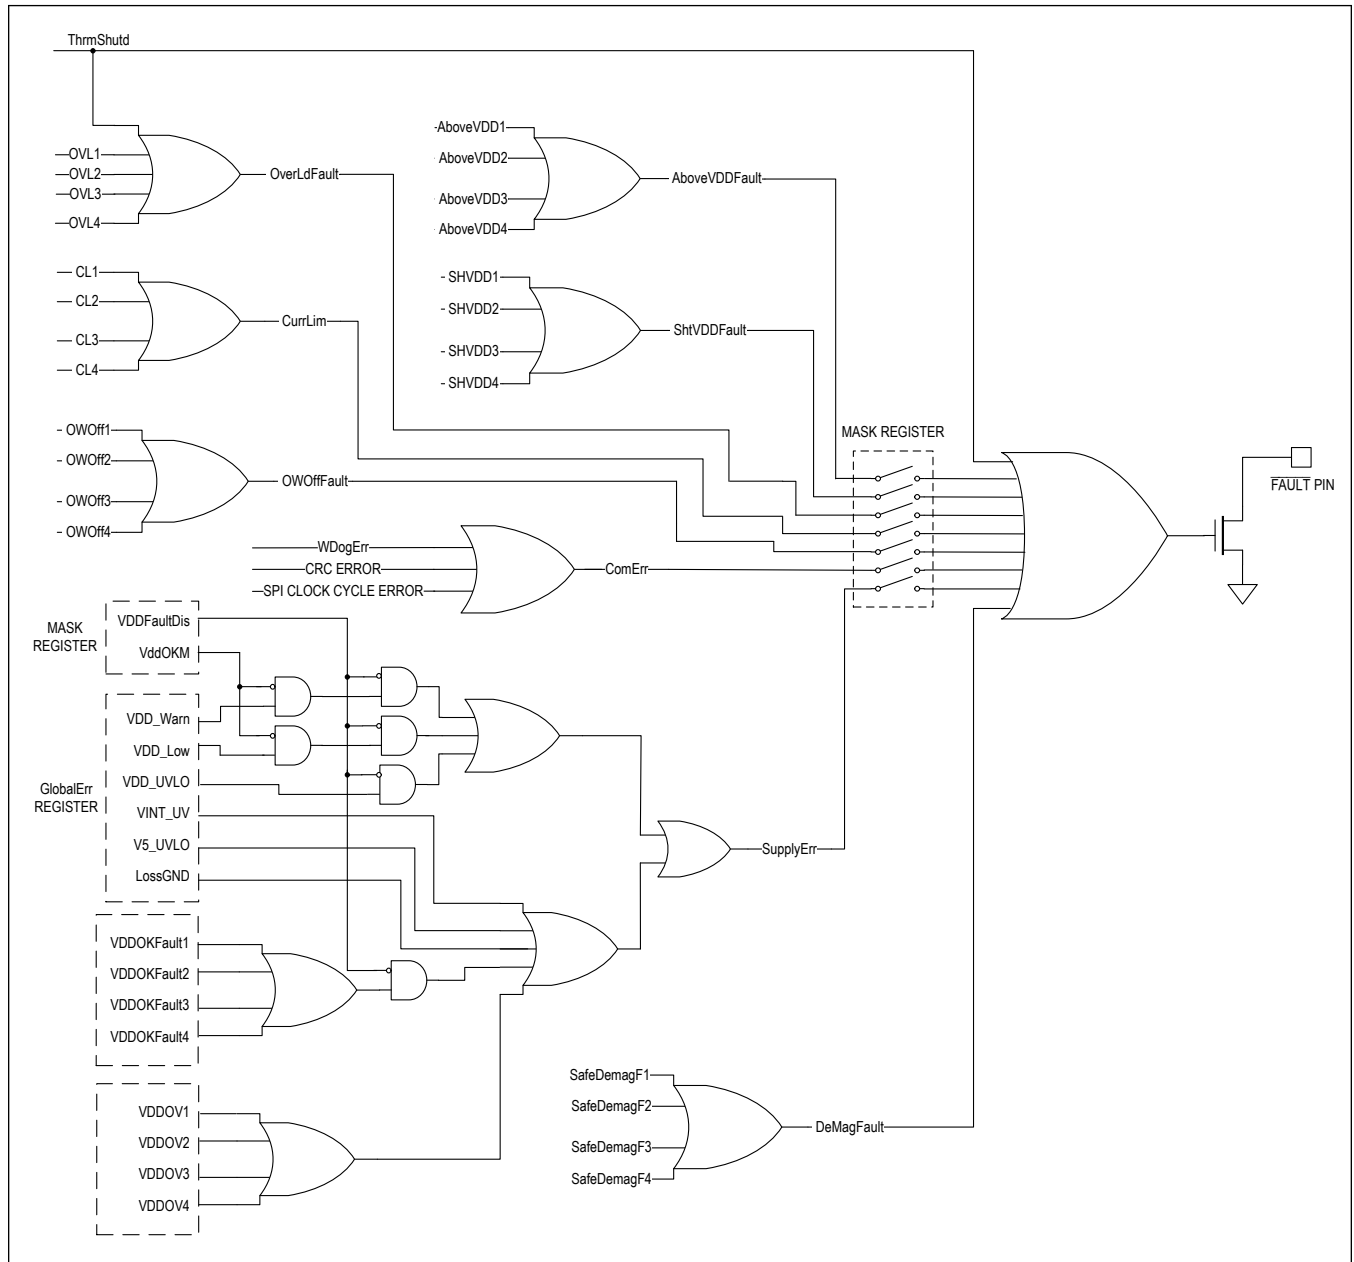 ThrmShutd
OVL1
OVL2
OVL3
OVL4
OverLdFault
CL1
CL2
CL3
CL4
CurrLim
OWOff1
OWOff2
OWOff3
OWOff4
OWOffFault
AboveVDD1
AboveVDD2
AboveVDD3
AboveVDD4
AboveVDDFault
SHVDD1
SHVDD2
SHVDD3
SHVDD4
ShtVDDFault
MASK REGISTER
FAULT PIN
WDogErr
CRC ERROR
SPI CLOCK CYCLE ERROR
ComErr
MASK
REGISTER
VDDFaultDis
VddOKM
GlobalErr
REGISTER
VDD_Warn
VDD_Low
VDD_UVLO
VINT_UV
V5_UVLO
LossGND
SupplyErr
VDDOKFault1
VDDOKFault2
VDDOKFault3
VDDOKFault4
VDDOV1
VDDOV2
VDDOV3
VDDOV4
SafeDemagF1
SafeDemagF2
SafeDemagF3
SafeDemagF4
DeMagFault